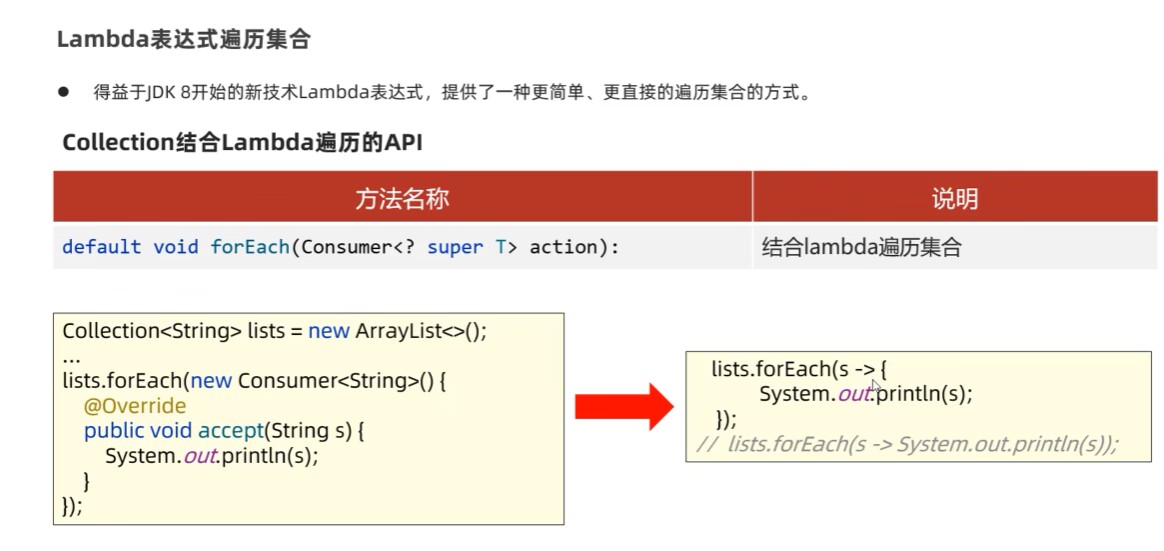 Lambda表达式遍历集合
● 得益于JDK 8开始的新技术Lambda表达式，提供了一种更简单、更直接的遍历集合的方式。
Collection结合Lambda遍历的API
方法名称 说明
default void forEach(Consumer<? super T> action): 结合lambda遍历集合
Collection<String> lists = new ArrayList<>();
...
lists.forEach(new Consumer<String>() {
@Override
public void accept(String s) {
System.out.println(s);
}
});
lists.forEach(s -> {
System.out.println(s);
});
// lists.forEach(s -> System.out.println(s));